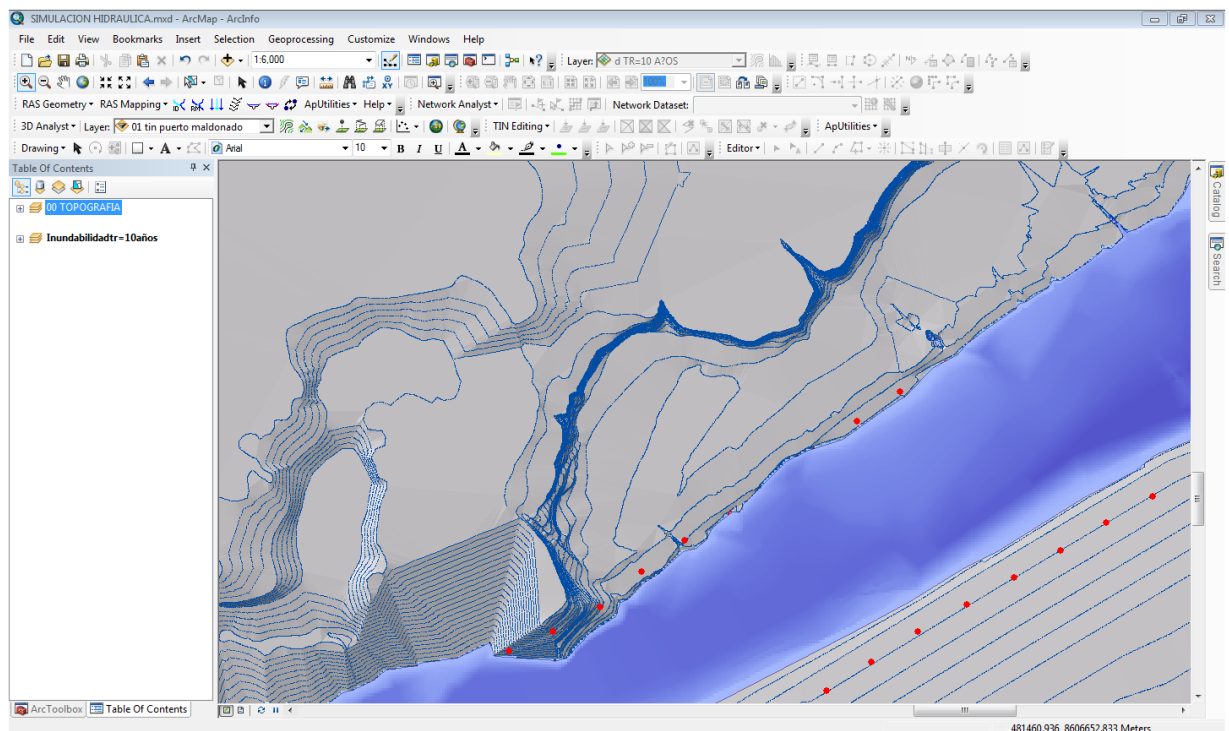 SIMULACION HIDRAULICA.mxd - ArcMap - ArcInfo
File Edit View Bookmarks Insert Selection Geoprocessing Customize Windows Help
1:6,000 Layer: d TR=10 A?OS
100%
RAS Geometry RAS Mapping ApUtilities Help Network Analyst Network Dataset:
3D Analyst Layer: 01 tin puerto maldonado TIN Editing ApUtilities
Drawing A Arial 10 B I U A Editor
Table Of Contents
00 TOPOGRAFIA
Inundabilidadtr=10años
Catalog
Search
ArcToolbox Table Of Contents
481460.936 8606652.833 Meters